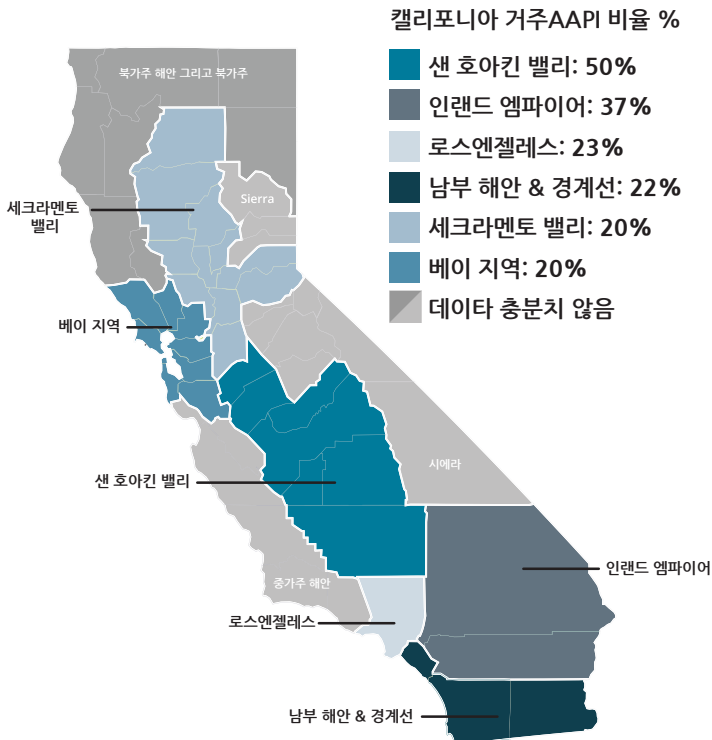 캘리포니아 거주AAPI 비율 %
샌 호아킨 밸리: 50%
인랜드 엠파이어: 37%
로스엔젤레스: 23%
남부 해안 & 경계선: 22%
세크라멘토 밸리: 20%
베이 지역: 20%
데이타 충분치 않음
북가주 해안 그리고 북가주
Sierra
세크라멘토
밸리
베이 지역
시에라
샌 호아킨 밸리
인랜드 엠파이어
중가주 해안
로스엔젤레스
남부 해안 & 경계선